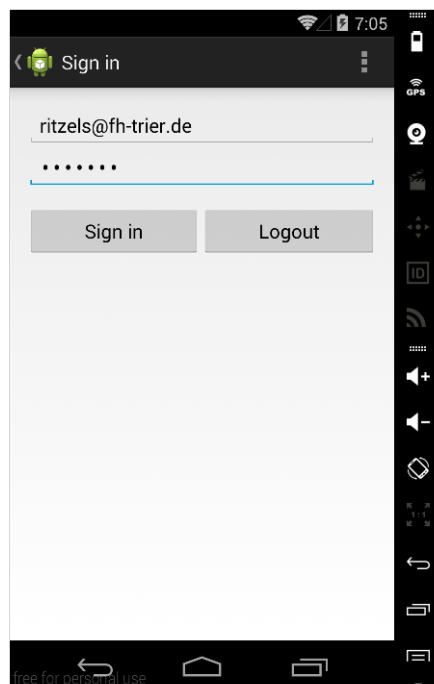 7:05
Sign in
GPS
ritzels@fh-trier.de
•••••••
Sign in Logout
ID
1:1
free for personal use